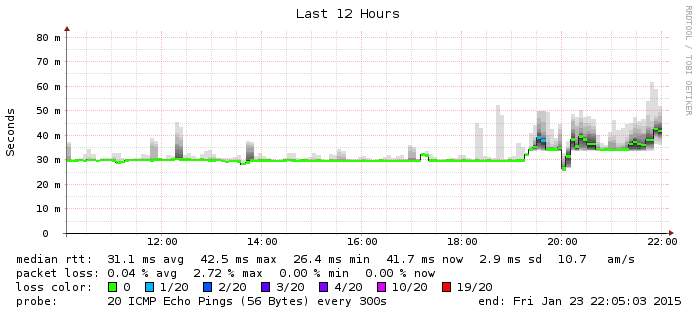 Last 12 Hours
RRDTOOL / TOBI OETIKER
Seconds
80 m
70 m
60 m
50 m
40 m
30 m
20 m
10 m
0
12:00 14:00 16:00 18:00 20:00 22:00
median rtt: 31.1 ms avg 42.5 ms max 26.4 ms min 41.7 ms now 2.9 ms sd 10.7 am/s
packet loss: 0.04 % avg 2.72 % max 0.00 % min 0.00 % now
loss color: 0 1/20 2/20 3/20 4/20 10/20 19/20
probe: 20 ICMP Echo Pings (56 Bytes) every 300s end: Fri Jan 23 22:05:03 2015